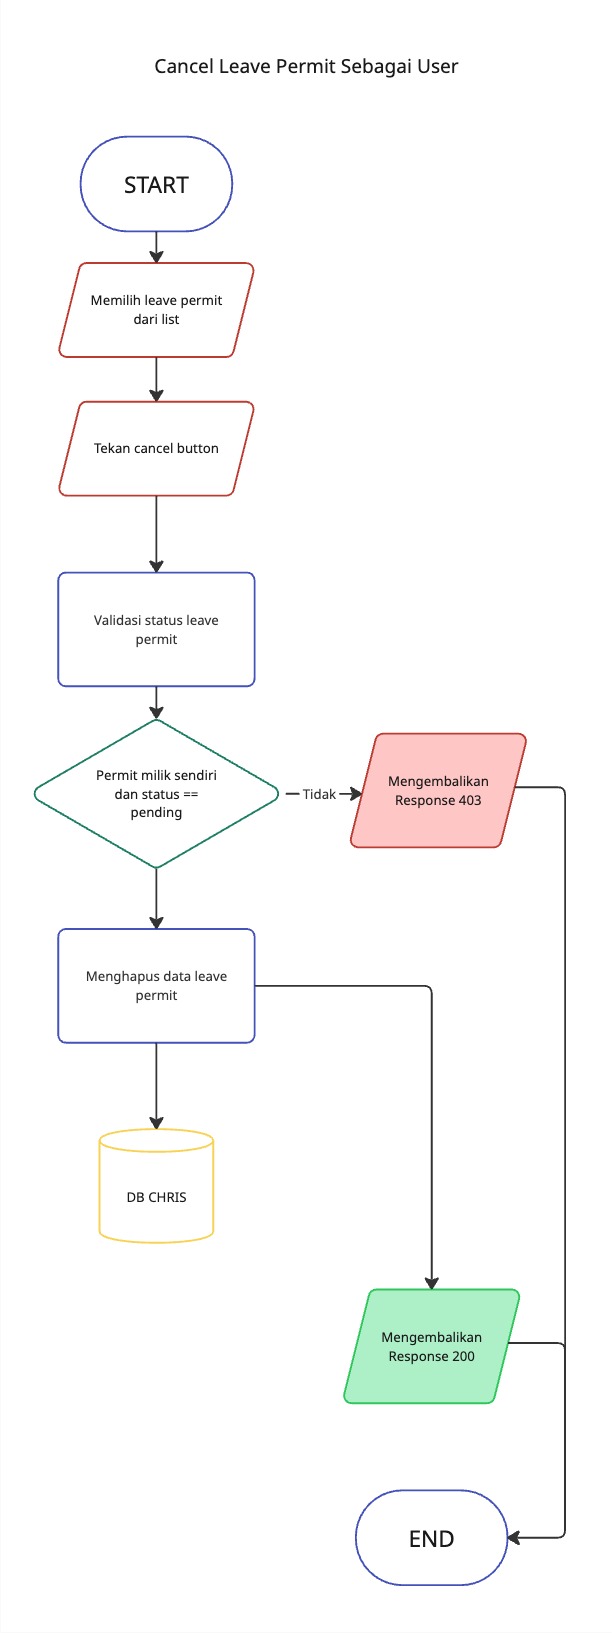 Cancel Leave Permit Sebagai User
START
Memilih leave permit
dari list
Tekan cancel button
Validasi status leave
permit
Permit milik sendiri
dan status ==
pending
Tidak
Mengembalikan
Response 403
Menghapus data leave
permit
DB CHRIS
Mengembalikan
Response 200
END